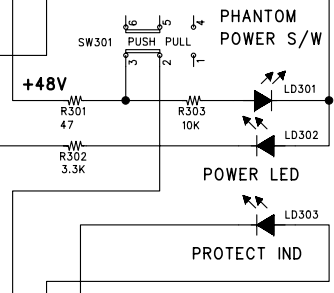 6 5 4
PHANTOM
SW301 PUSH PULL
POWER S/W
3 2 1
+48V
LD301
R301
R303
47
10K
LD302
R302
3.3K
POWER LED
LD303
PROTECT IND